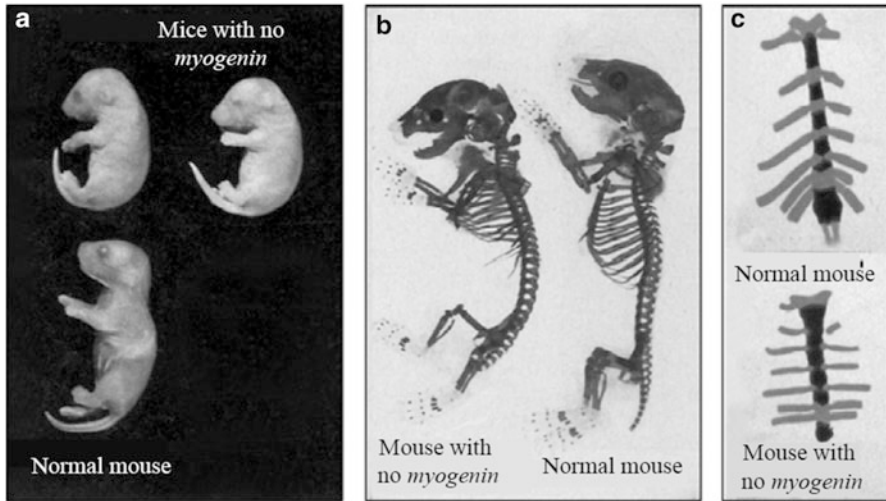 a
Mice with no
myogenin
Normal mouse
b
Mouse with
no myogenin
Normal mouse
c
Normal mouse
Mouse with
no myogenin